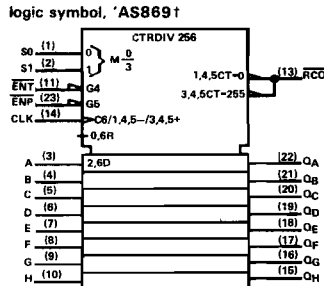 logic symbol, 'AS869†
CTRDIV 256
S0 (1) 0
S1 (2) 1
M 0/3
ENT (11) G4
ENP (23) G5
CLK (14) C6/1,4,5−/3,4,5+
0,6R
1,4,5CT=0
3,4,5CT=255
(13) RCO
A (3) 2,6D (22) QA
B (4) (21) QB
C (5) (20) QC
D (6) (19) QD
E (7) (18) QE
F (8) (17) QF
G (9) (16) QG
H (10) (15) QH